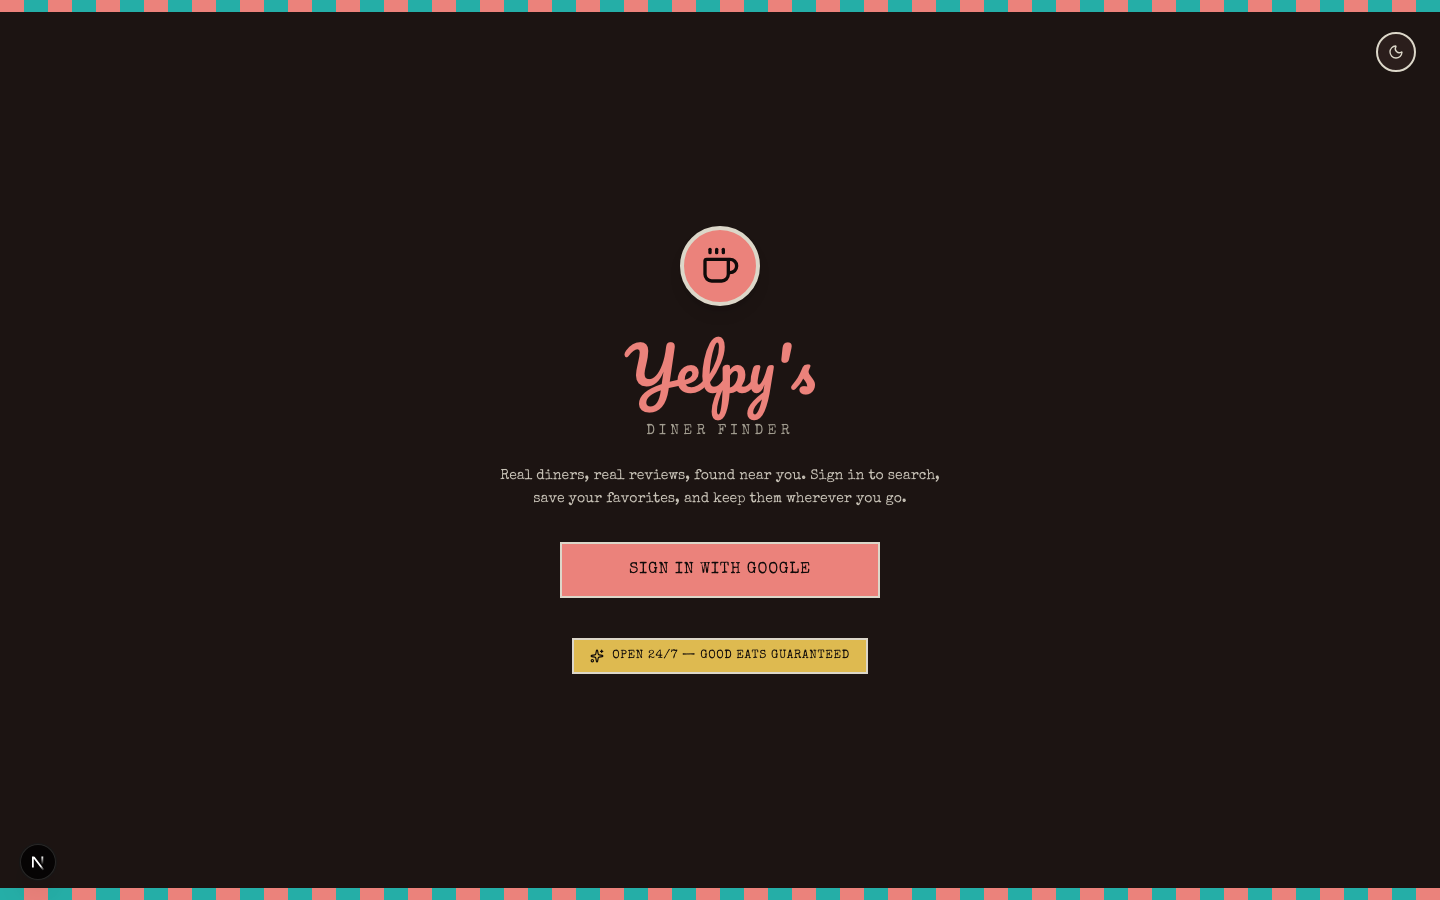 Yelpy's
DINER FINDER
Real diners, real reviews, found near you. Sign in to search,
save your favorites, and keep them wherever you go.
SIGN IN WITH GOOGLE
OPEN 24/7 — GOOD EATS GUARANTEED
N